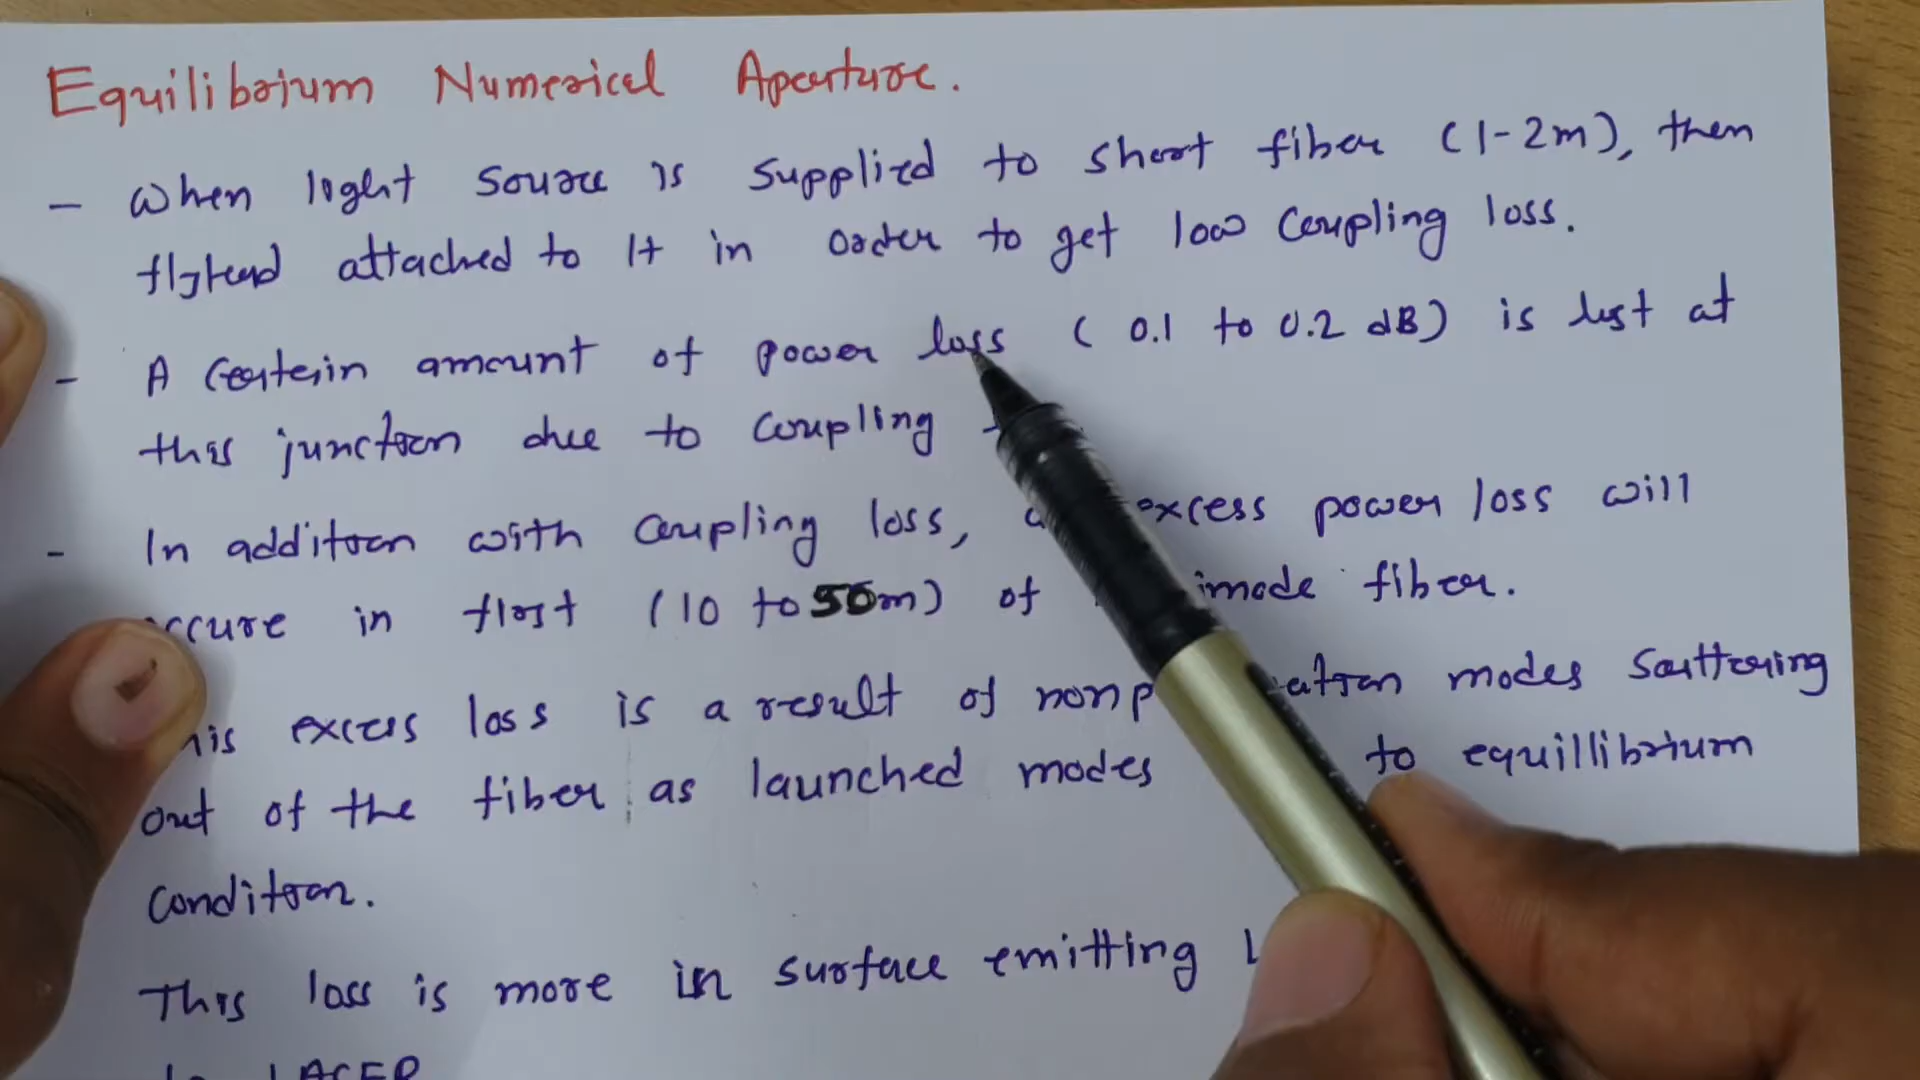 Equilibrium Numerical Aperture.
- When light source is supplied to short fiber (1-2m), then
flylead attached to it in order to get low coupling loss.
- A certain amount of power loss (0.1 to 0.2 dB) is lost at
this junction due to coupling
- In addition with coupling loss, excess power loss will
occure in first (10 to 50m) of fiber.
excess loss is a result of modes scattering
out of the fiber as launched modes to equillibrium
condition.
This loss is more in surface emitting
LASER